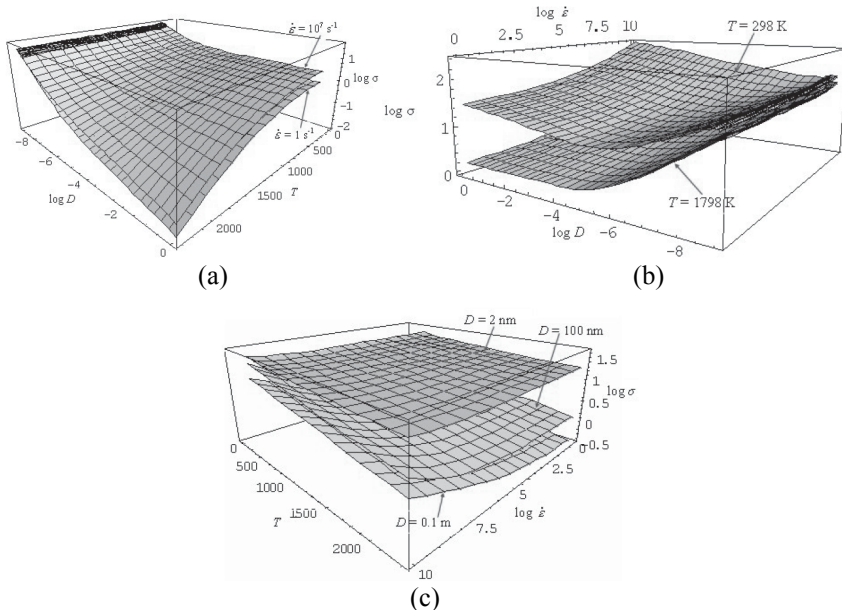 ε̇ = 10⁷ s⁻¹
1
0
log σ
-1
ε̇ = 1 s⁻¹
-2
0
500
1000
T
1500
2000
-8
-6
-4
log D
-2
0
(a)
log ε̇
0
2.5
5
7.5
10
T = 298 K
log σ
2
1
0
0
-2
-4
log D
-6
-8
T = 1798 K
(b)
D = 2 nm
D = 100 nm
1.5
1
log σ
0.5
0
-0.5
0
2.5
5
log ε̇
7.5
10
0
500
1000
T
1500
2000
D = 0.1 m
(c)